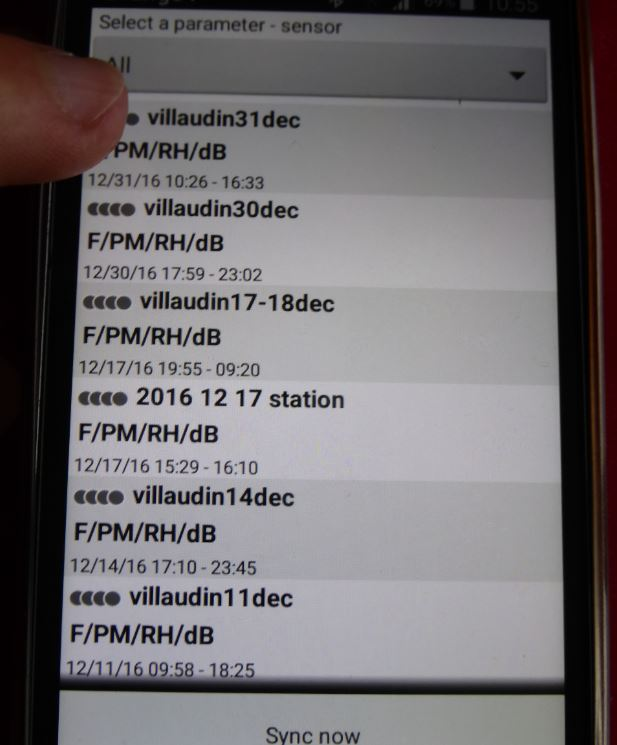 10:55
Select a parameter - sensor
All
villaudin31dec
PM/RH/dB
12/31/16 10:26 - 16:33
villaudin30dec
F/PM/RH/dB
12/30/16 17:59 - 23:02
villaudin17-18dec
F/PM/RH/dB
12/17/16 19:55 - 09:20
2016 12 17 station
F/PM/RH/dB
12/17/16 15:29 - 16:10
villaudin14dec
F/PM/RH/dB
12/14/16 17:10 - 23:45
villaudin11dec
F/PM/RH/dB
12/11/16 09:58 - 18:25
Sync now